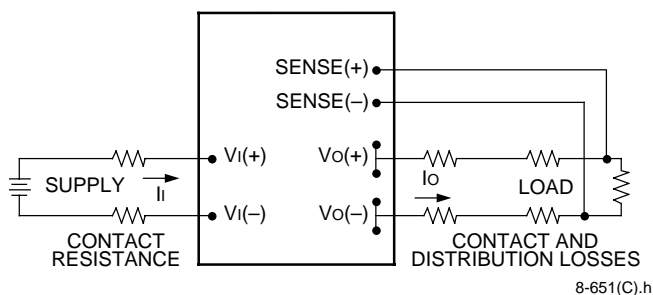 SENSE(+)
SENSE(–)
VI(+)
VO(+)
SUPPLY
II
IO
LOAD
VI(–)
VO(–)
CONTACT
RESISTANCE
CONTACT AND
DISTRIBUTION LOSSES
8-651(C).h